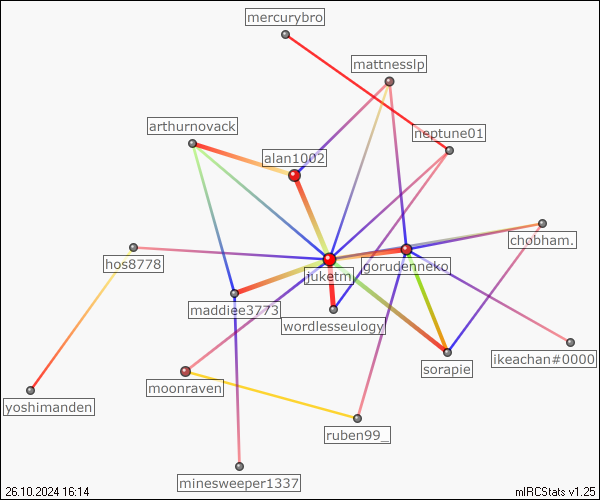 mercurybro
mattnesslp
arthurnovack
neptune01
alan1002
chobham.
hos8778
juketm
gorudenneko
maddiee3773
wordlesseulogy
ikeachan#0000
sorapie
moonraven
yoshimanden
ruben99_
minesweeper1337
26.10.2024 16:14
mIRCStats v1.25